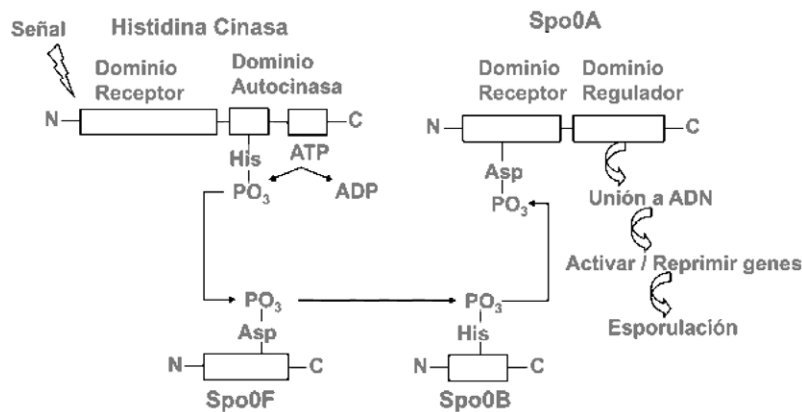 Señal
Histidina Cinasa
Dominio
Receptor
Dominio
Autocinasa
N
C
His
ATP
PO₃
ADP
Spo0A
Dominio
Receptor
Dominio
Regulador
N
C
Asp
PO₃
Unión a ADN
Activar / Reprimir genes
Esporulación
PO₃
Asp
N
C
Spo0F
PO₃
His
N
C
Spo0B